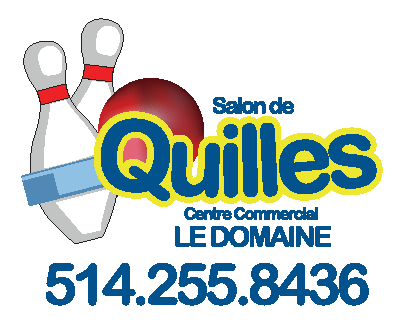 Salon de
Quilles
Centre Commercial
LE DOMAINE
514.255.8436